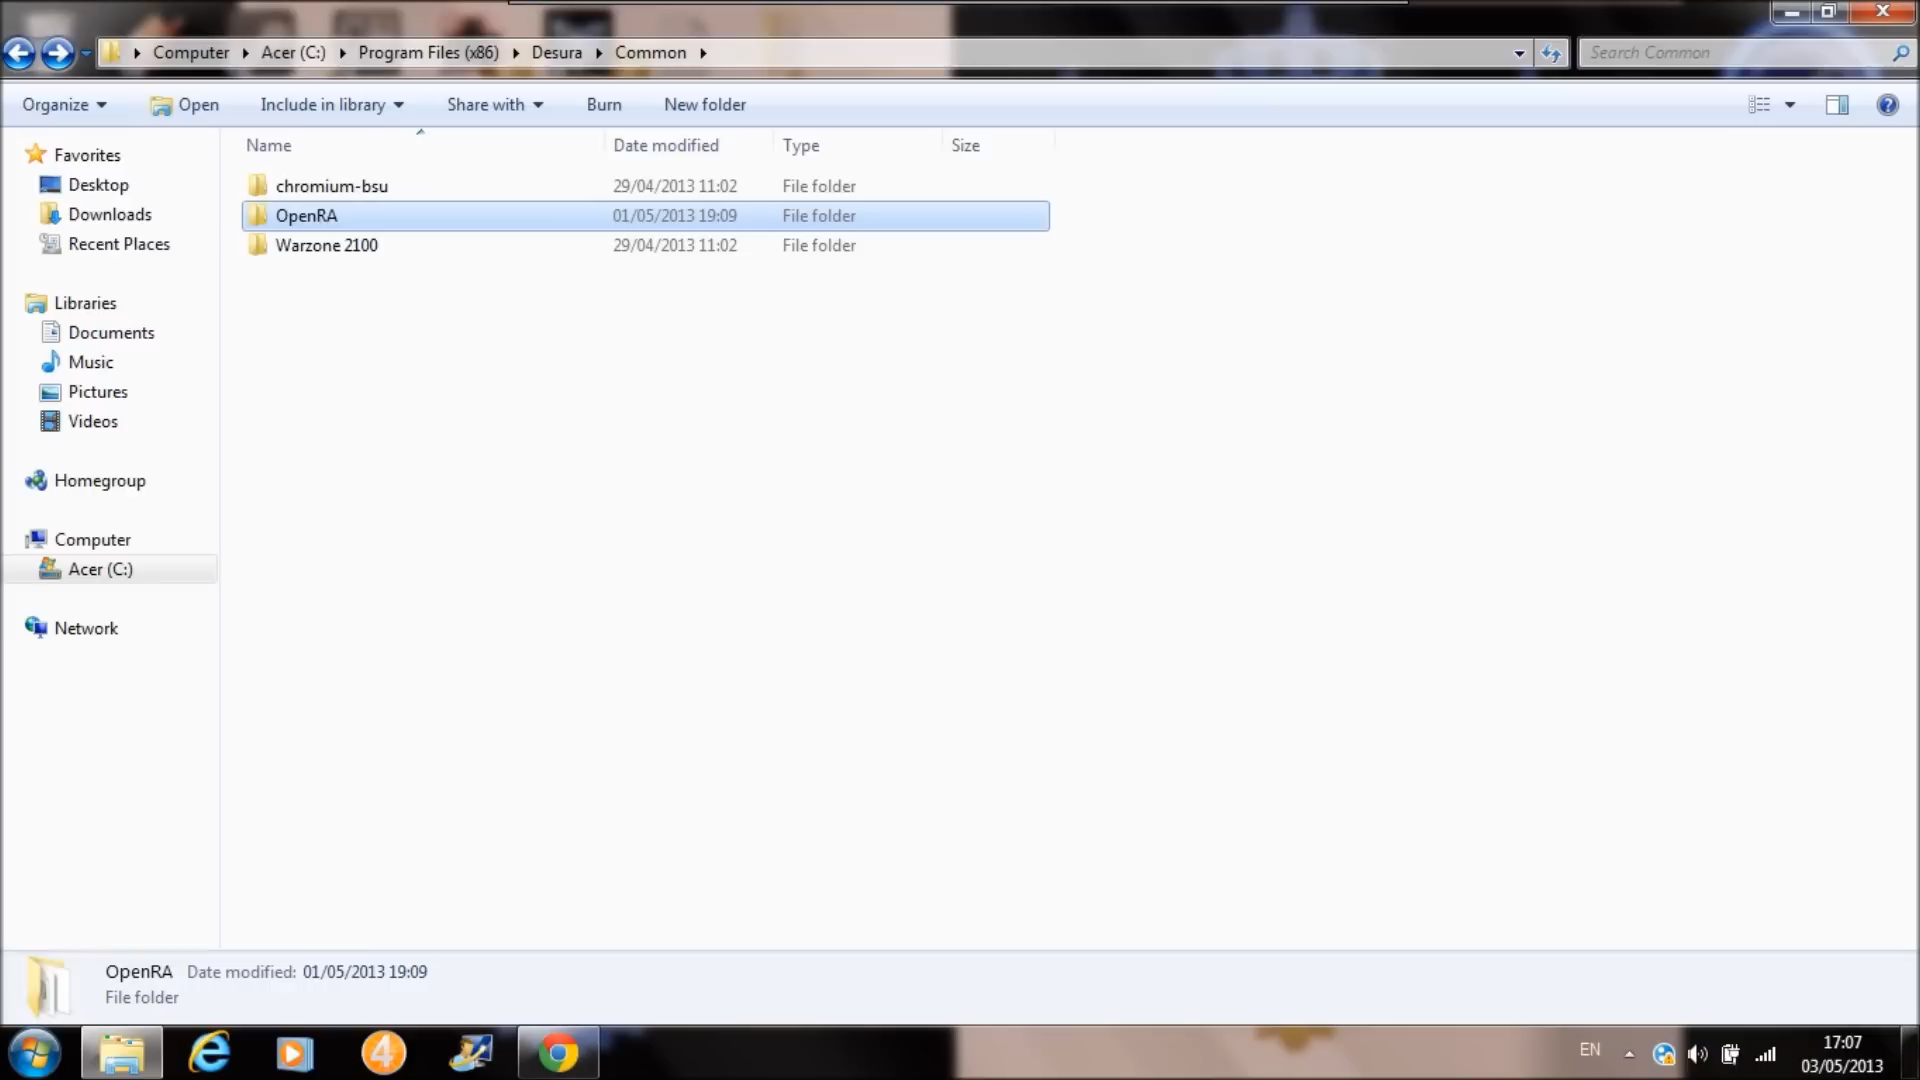 Computer Acer (C:) Program Files (x86) Desura Common
Search Common
Organize Open Include in library Share with Burn New folder
Name Date modified Type Size
chromium-bsu 29/04/2013 11:02 File folder
OpenRA 01/05/2013 19:09 File folder
Warzone 2100 29/04/2013 11:02 File folder
Favorites
Desktop
Downloads
Recent Places
Libraries
Documents
Music
Pictures
Videos
Homegroup
Computer
Acer (C:)
Network
OpenRA Date modified: 01/05/2013 19:09
File folder
4
EN
17:07
03/05/2013